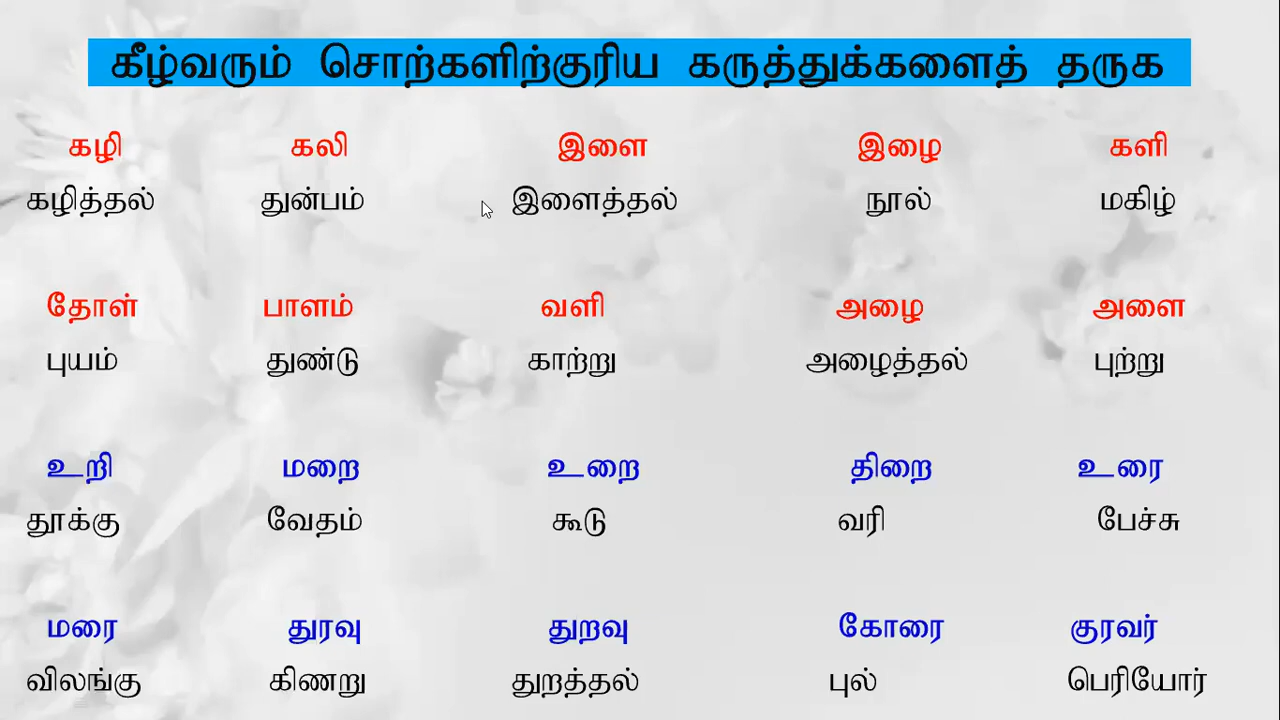 கீழ்வரும் சொற்களிற்குரிய கருத்துக்களைத் தருக
கழி கலி இளை இழை களி
கழித்தல் துன்பம் இளைத்தல் நூல் மகிழ்
தோள் பாளம் வளி அழை அளை
புயம் துண்டு காற்று அழைத்தல் புற்று
உறி மறை உறை திறை உரை
தூக்கு வேதம் கூடு வரி பேச்சு
மரை துரவு துறவு கோரை குரவர்
விலங்கு கிணறு துறத்தல் புல் பெரியோர்